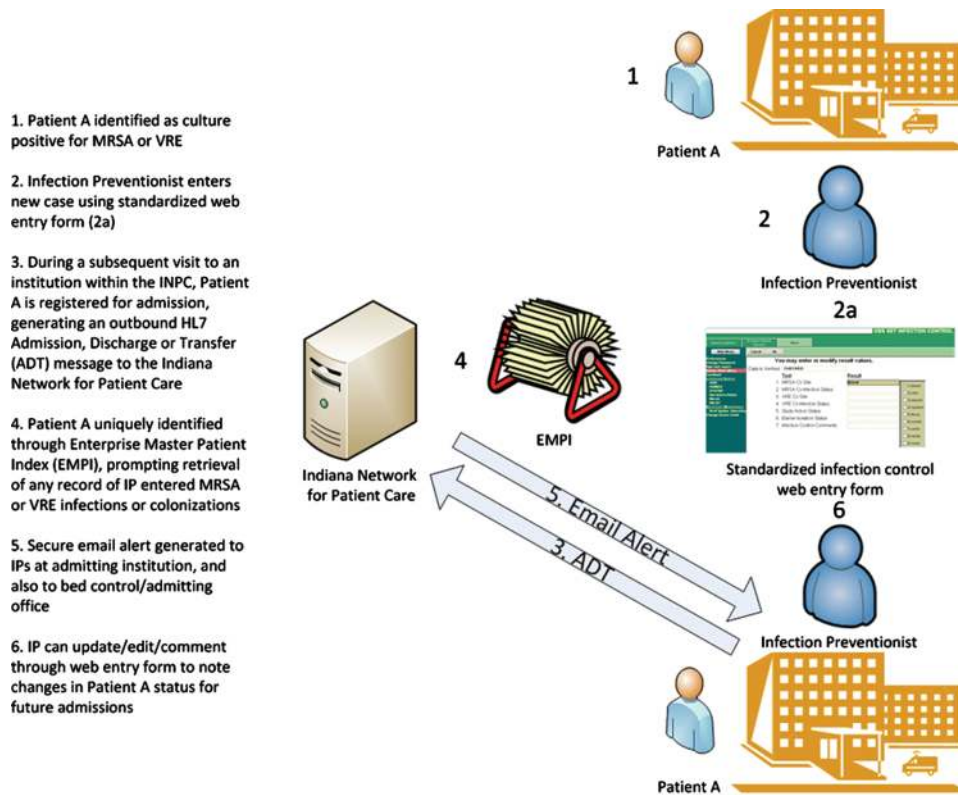 1. Patient A identified as culture
positive for MRSA or VRE
2. Infection Preventionist enters
new case using standardized web
entry form (2a)
3. During a subsequent visit to an
institution within the INPC, Patient
A is registered for admission,
generating an outbound HL7
Admission, Discharge or Transfer
(ADT) message to the Indiana
Network for Patient Care
4. Patient A uniquely identified
through Enterprise Master Patient
Index (EMPI), prompting retrieval
of any record of IP entered MRSA
or VRE infections or colonizations
5. Secure email alert generated to
IPs at admitting institution, and
also to bed control/admitting
office
6. IP can update/edit/comment
through web entry form to note
changes in Patient A status for
future admissions
1
Patient A
2
Infection Preventionist
2a
INFECTION CONTROL
You may enter or modify result values.
Test Result
Standardized infection control
web entry form
4
EMPI
Indiana Network
for Patient Care
5. Email Alert
3. ADT
6
Infection Preventionist
Patient A